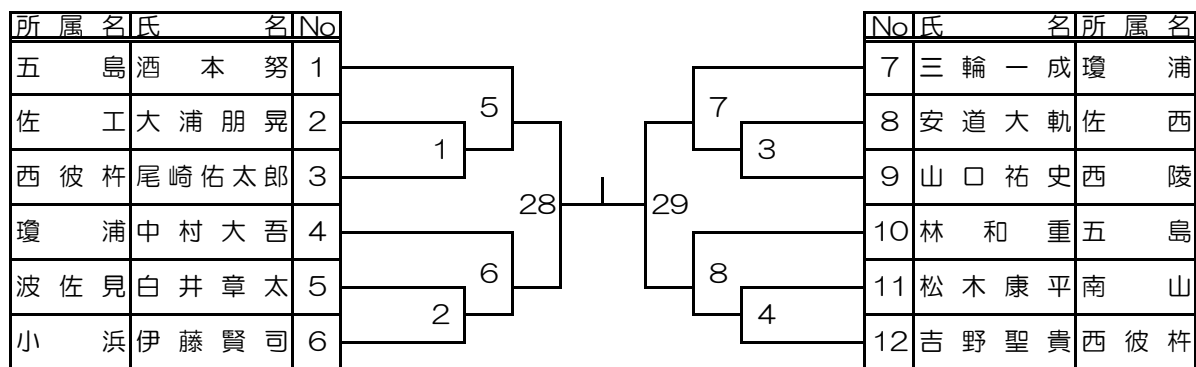 所属名 氏名 No
五島 酒本努 1
佐工 大浦朋晃 2
西彼杵 尾崎佑太郎 3
瓊浦 中村大吾 4
波佐見 白井章太 5
小浜 伊藤賢司 6
5
1
28
6
2
No 氏名 所属名
7 三輪一成 瓊浦
8 安道大軌 佐西
9 山口祐史 西陵
10 林和重 五島
11 松木康平 南山
12 吉野聖貴 西彼杵
7
3
29
8
4